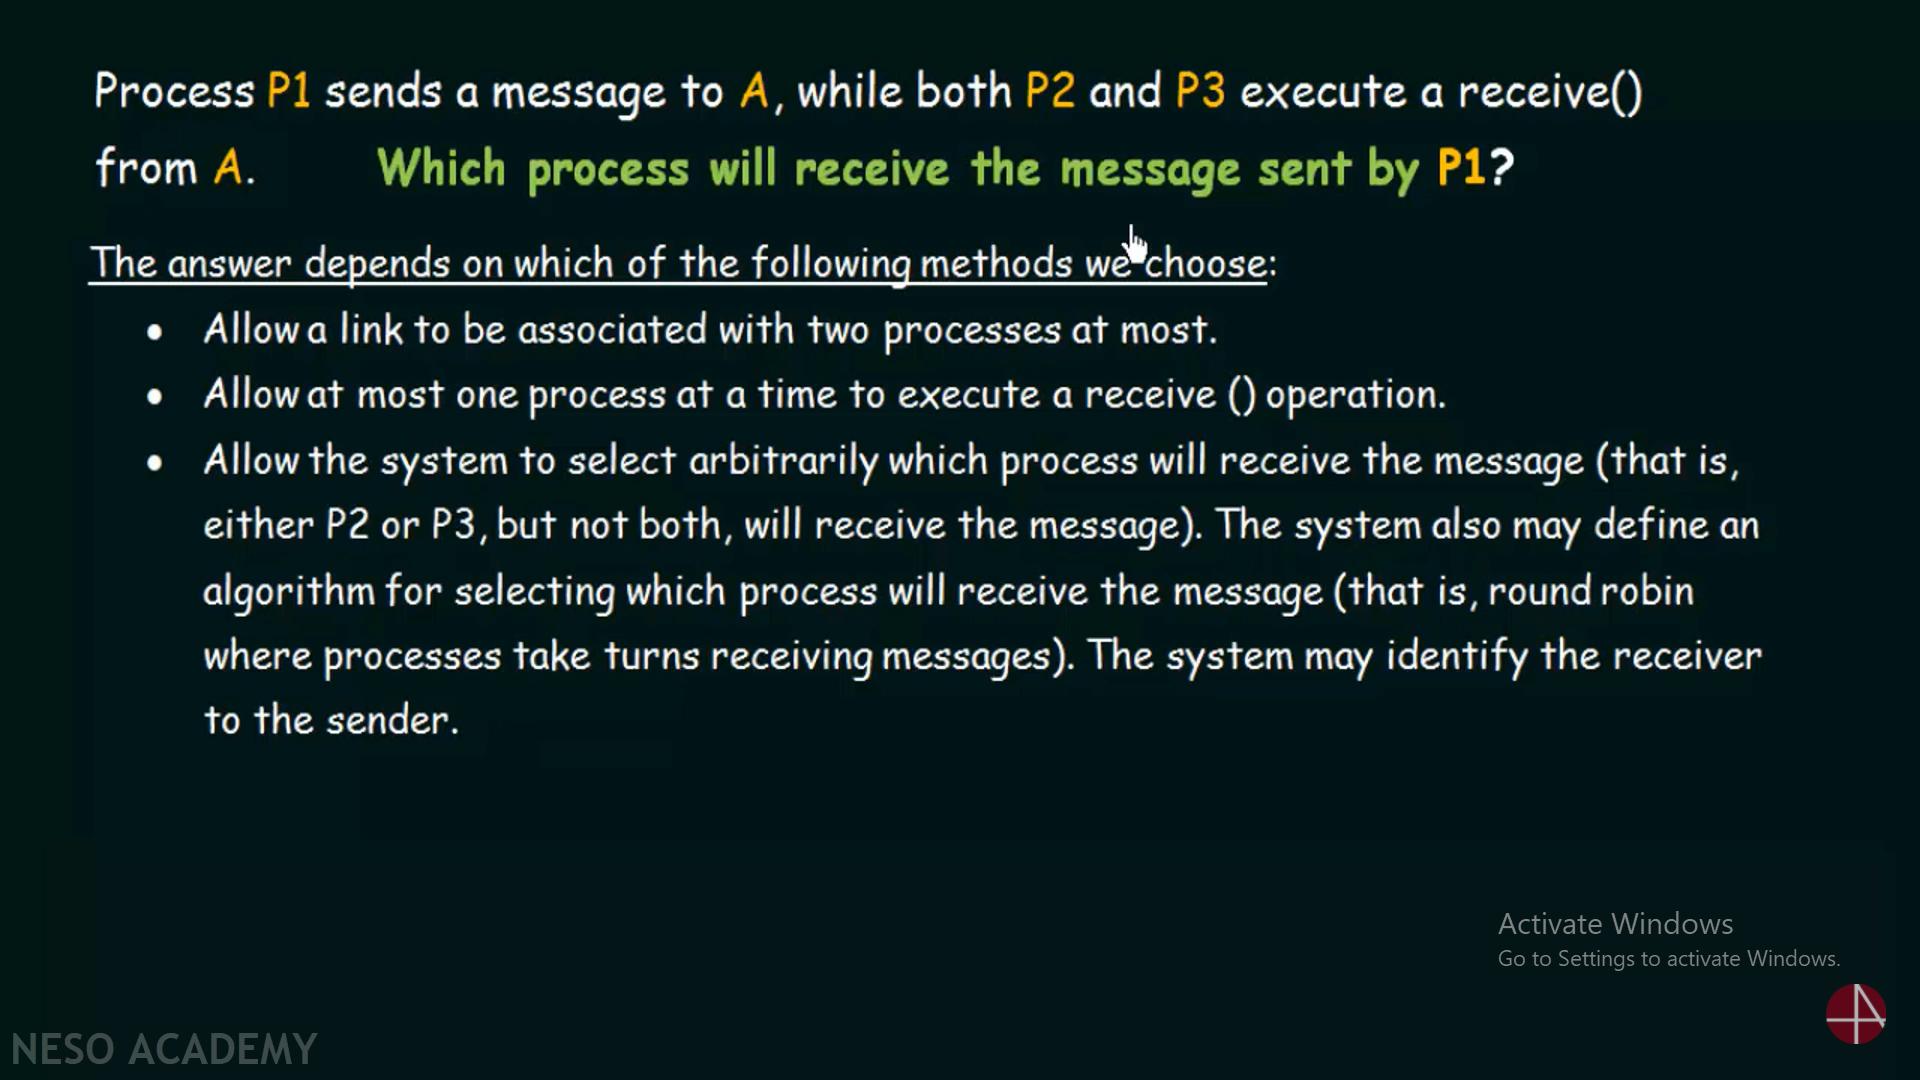 Process P1 sends a message to A, while both P2 and P3 execute a receive()
from A. Which process will receive the message sent by P1?
The answer depends on which of the following methods we choose:
• Allow a link to be associated with two processes at most.
• Allow at most one process at a time to execute a receive () operation.
• Allow the system to select arbitrarily which process will receive the message (that is,
either P2 or P3, but not both, will receive the message). The system also may define an
algorithm for selecting which process will receive the message (that is, round robin
where processes take turns receiving messages). The system may identify the receiver
to the sender.
Activate Windows
Go to Settings to activate Windows.
NESO ACADEMY